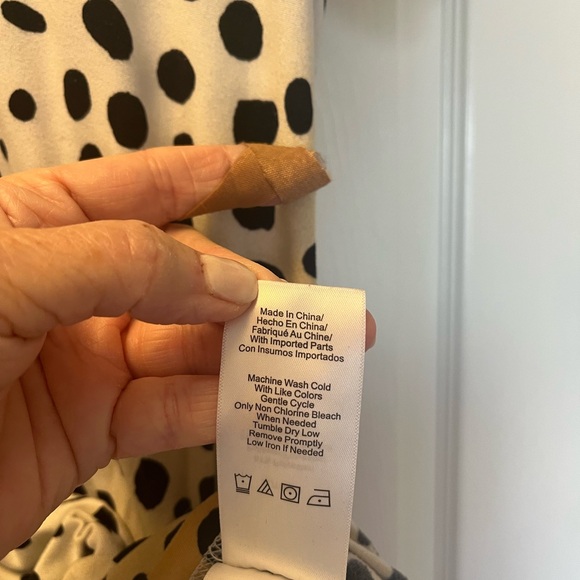 Made In China/
Hecho En China/
Fabriqué Au Chine/
With Imported Parts
Con Insumos Importados
Machine Wash Cold
With Like Colors
Gentle Cycle
Only Non Chlorine Bleach
When Needed
Tumble Dry Low
Remove Promptly
Low Iron if Needed